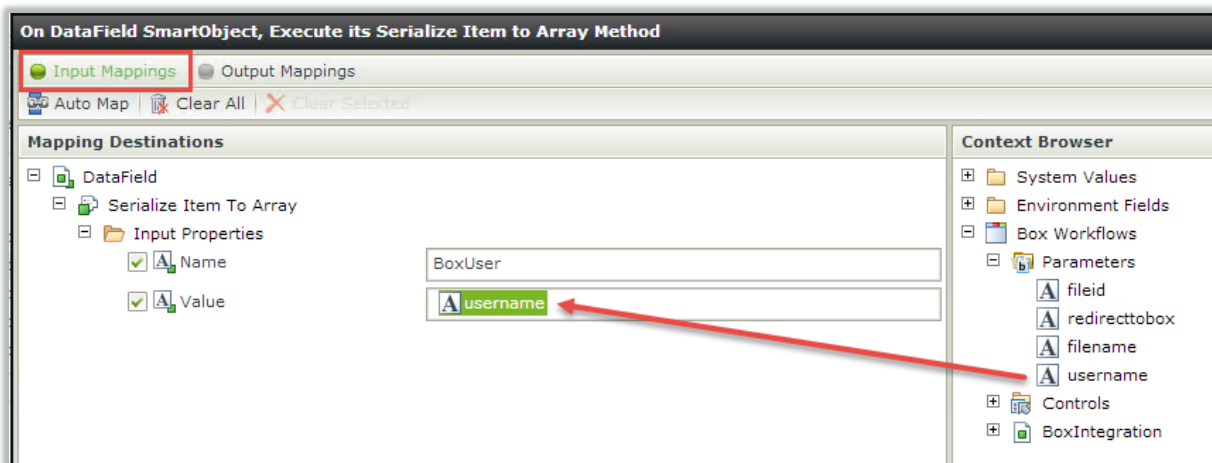 On DataField SmartObject, Execute its Serialize Item to Array Method
Input Mappings Output Mappings
Auto Map Clear All Clear Selected
Mapping Destinations
DataField
Serialize Item To Array
Input Properties
Name BoxUser
Value username
Context Browser
System Values
Environment Fields
Box Workflows
Parameters
fileid
redirecttobox
filename
username
Controls
BoxIntegration